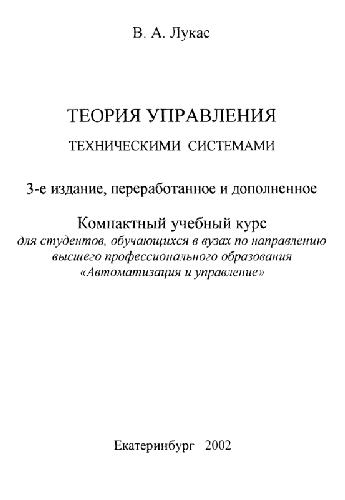 В. А. Лукас
ТЕОРИЯ УПРАВЛЕНИЯ
ТЕХНИЧЕСКИМИ СИСТЕМАМИ
3-е издание, переработанное и дополненное
Компактный учебный курс
для студентов, обучающихся в вузах по направлению
высшего профессионального образования
«Автоматизация и управление»
Екатеринбург 2002